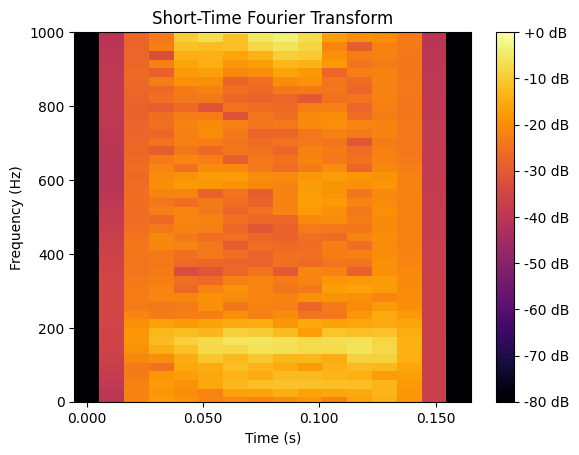 Short-Time Fourier Transform
1000
800
600
400
200
0
Frequency (Hz)
0.000
0.050
0.100
0.150
Time (s)
+0 dB
-10 dB
-20 dB
-30 dB
-40 dB
-50 dB
-60 dB
-70 dB
-80 dB